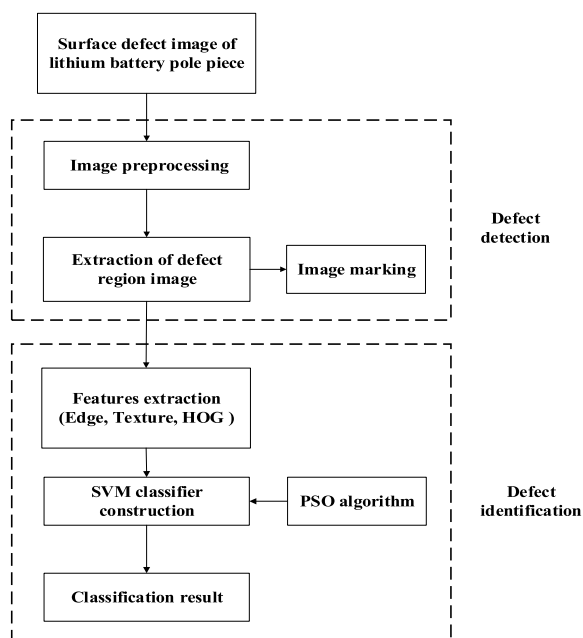 Surface defect image of
lithium battery pole piece
Image preprocessing
Defect
detection
Extraction of defect
region image
Image marking
Features extraction
(Edge, Texture, HOG )
SVM classifier
construction
PSO algorithm
Defect
identification
Classification result